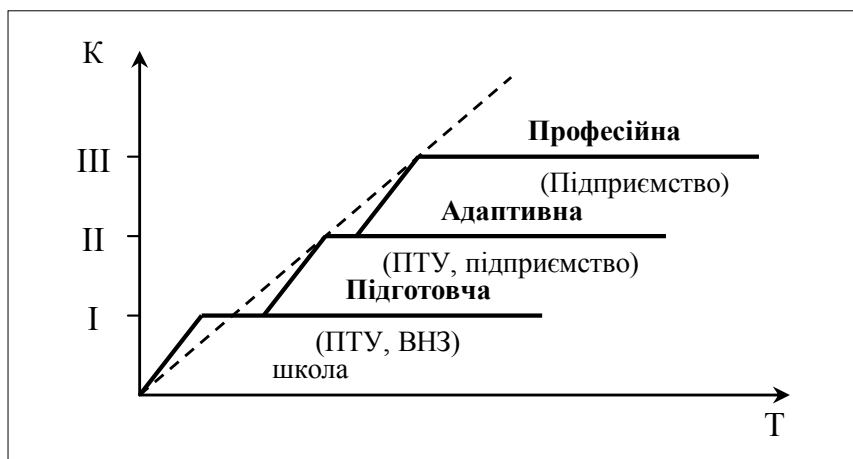 К
Професійна
III
(Підприємство)
Адаптивна
II
(ПТУ, підприємство)
Підготовча
I
(ПТУ, ВНЗ)
школа
Т